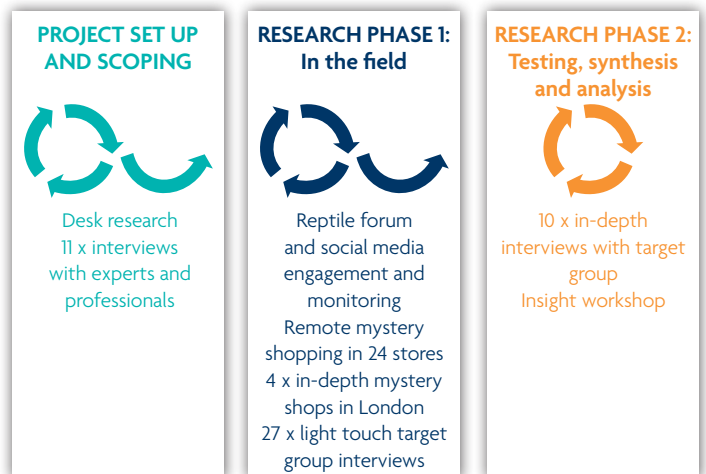 PROJECT SET UP
AND SCOPING
Desk research
11 x interviews
with experts and
professionals
RESEARCH PHASE 1:
In the field
Reptile forum
and social media
engagement and
monitoring
Remote mystery
shopping in 24 stores
4 x in-depth mystery
shops in London
27 x light touch target
group interviews
RESEARCH PHASE 2:
Testing, synthesis
and analysis
10 x in-depth
interviews with target
group
Insight workshop